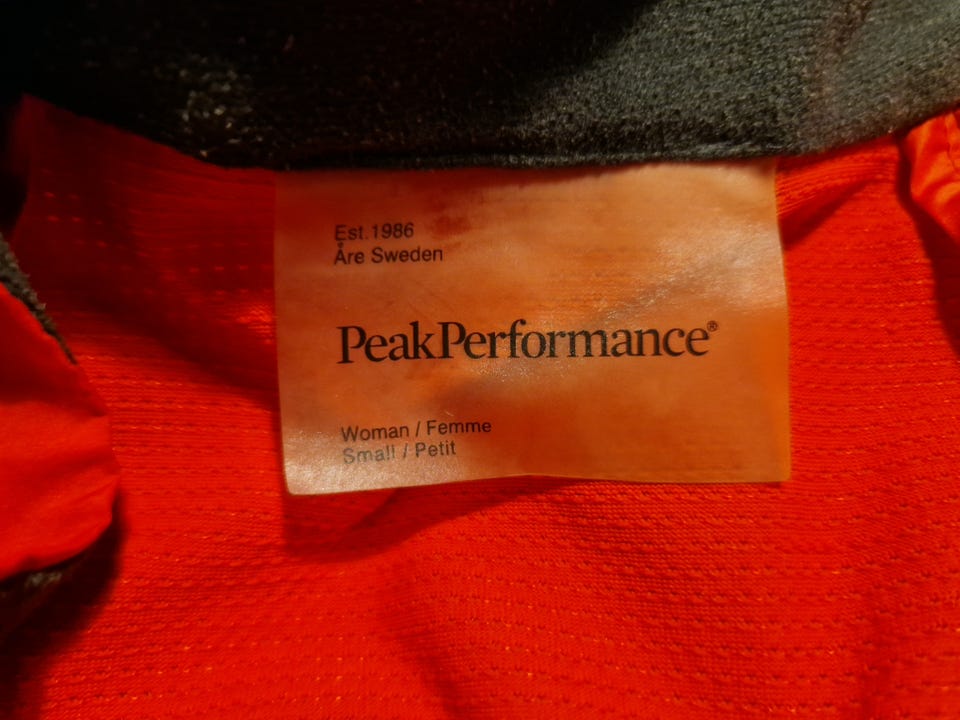 Est.1986
Åre Sweden
PeakPerformance®
Woman / Femme
Small / Petit